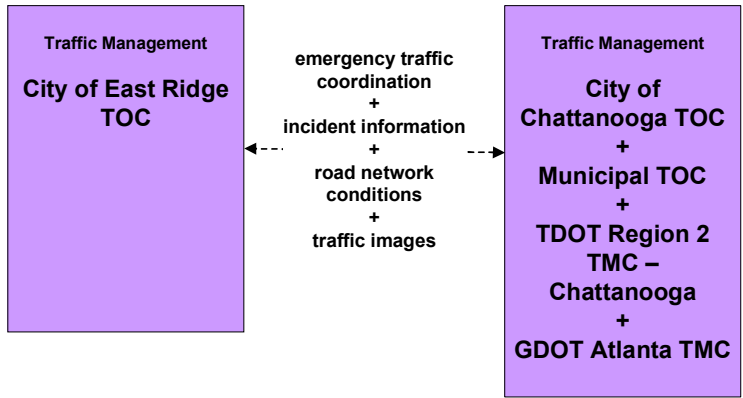 Traffic Management
City of East Ridge
TOC
emergency traffic
coordination
+
incident information
+
road network
conditions
+
traffic images
Traffic Management
City of
Chattanooga TOC
+
Municipal TOC
+
TDOT Region 2
TMC –
Chattanooga
+
GDOT Atlanta TMC